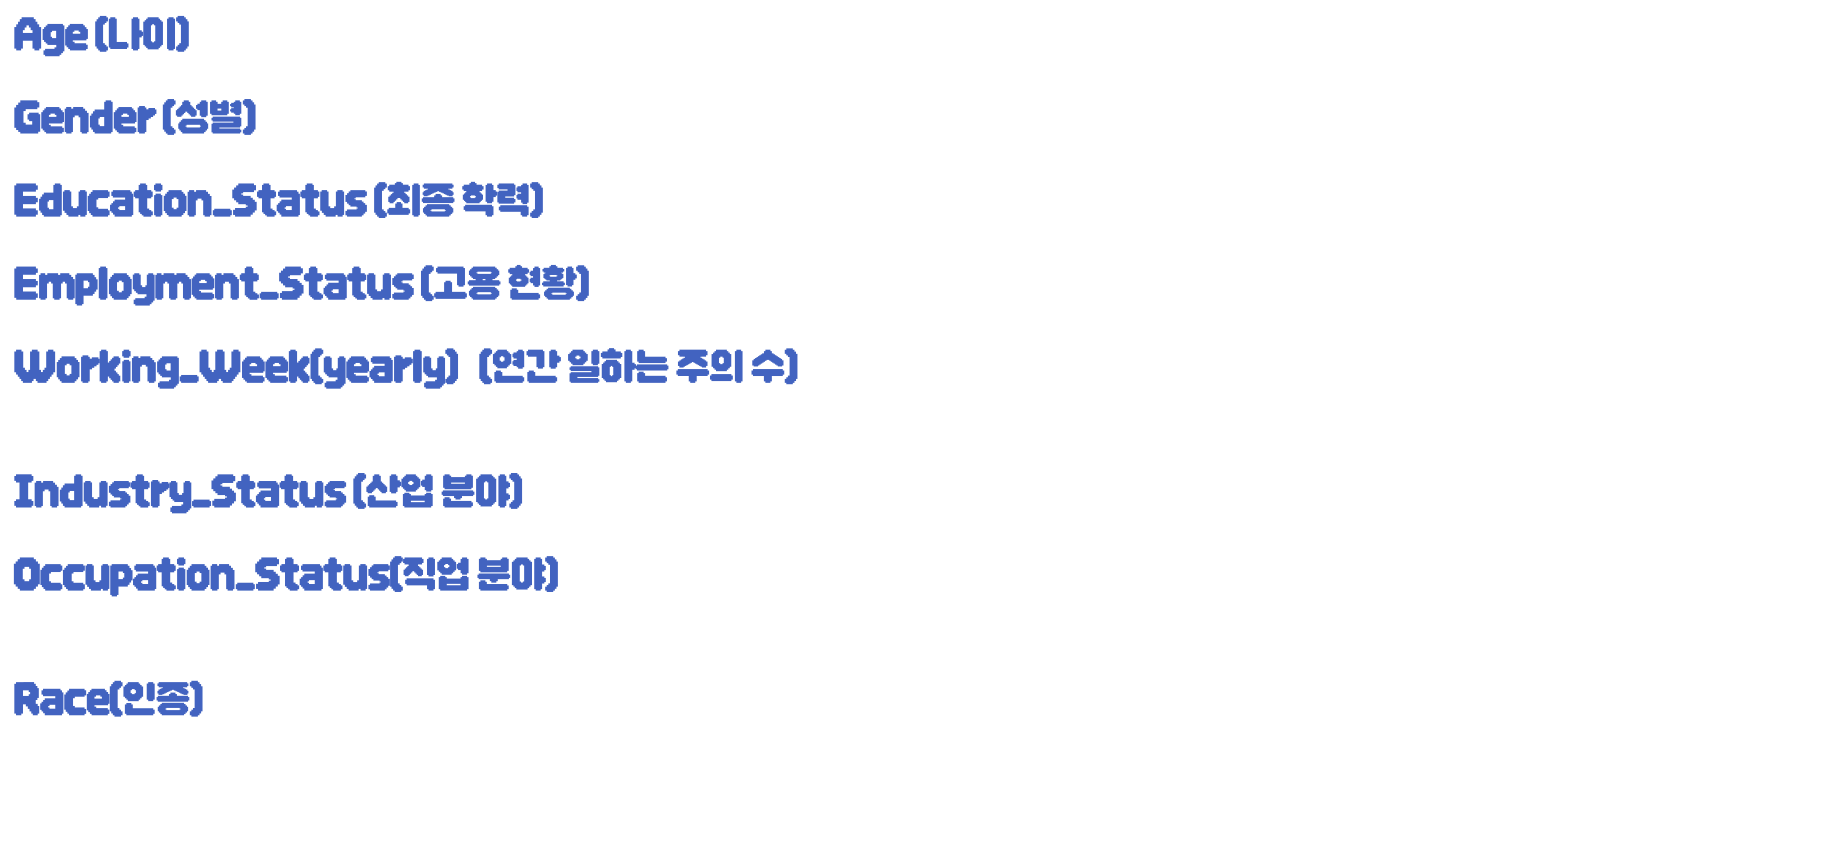 Age (나이)
Gender (성별)
Education_Status (최종 학력)
Employment_Status (고용 현황)
Working_Week(yearly) (연간 일하는 주의 수)
Industry_Status (산업 분야)
Occupation_Status(직업 분야)
Race(인종)